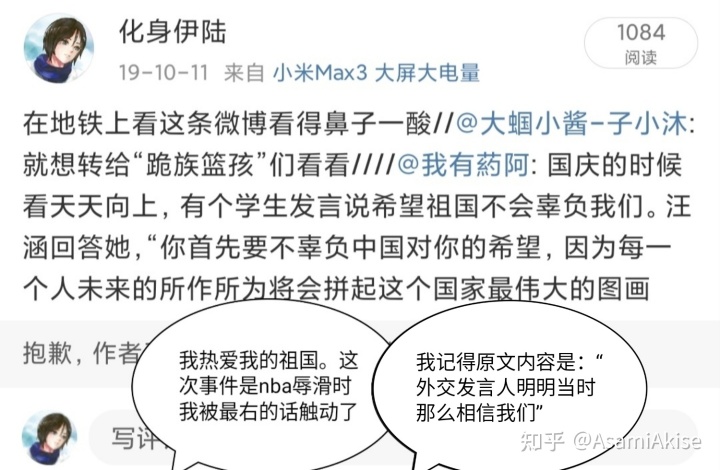 化身伊陆
1084
阅读
19-10-11 来自 小米Max3 大屏大电量
在地铁上看这条微博看得鼻子一酸//@大蝈小酱-子小沐:
就想转给“跪族篮孩”们看看////@我有葯阿: 国庆的时候
看天天向上，有个学生发言说希望祖国不会辜负我们。汪
涵回答她，“你首先要不辜负中国对你的希望，因为每一
个人未来的所作所为将会拼起这个国家最伟大的图画
抱歉，作者
我热爱我的祖国。这
次事件是nba辱滑时
我被最右的话触动了
我记得原文内容是：“
外交发言人明明当时
那么相信我们”
写评
知乎 @AsamiAkise